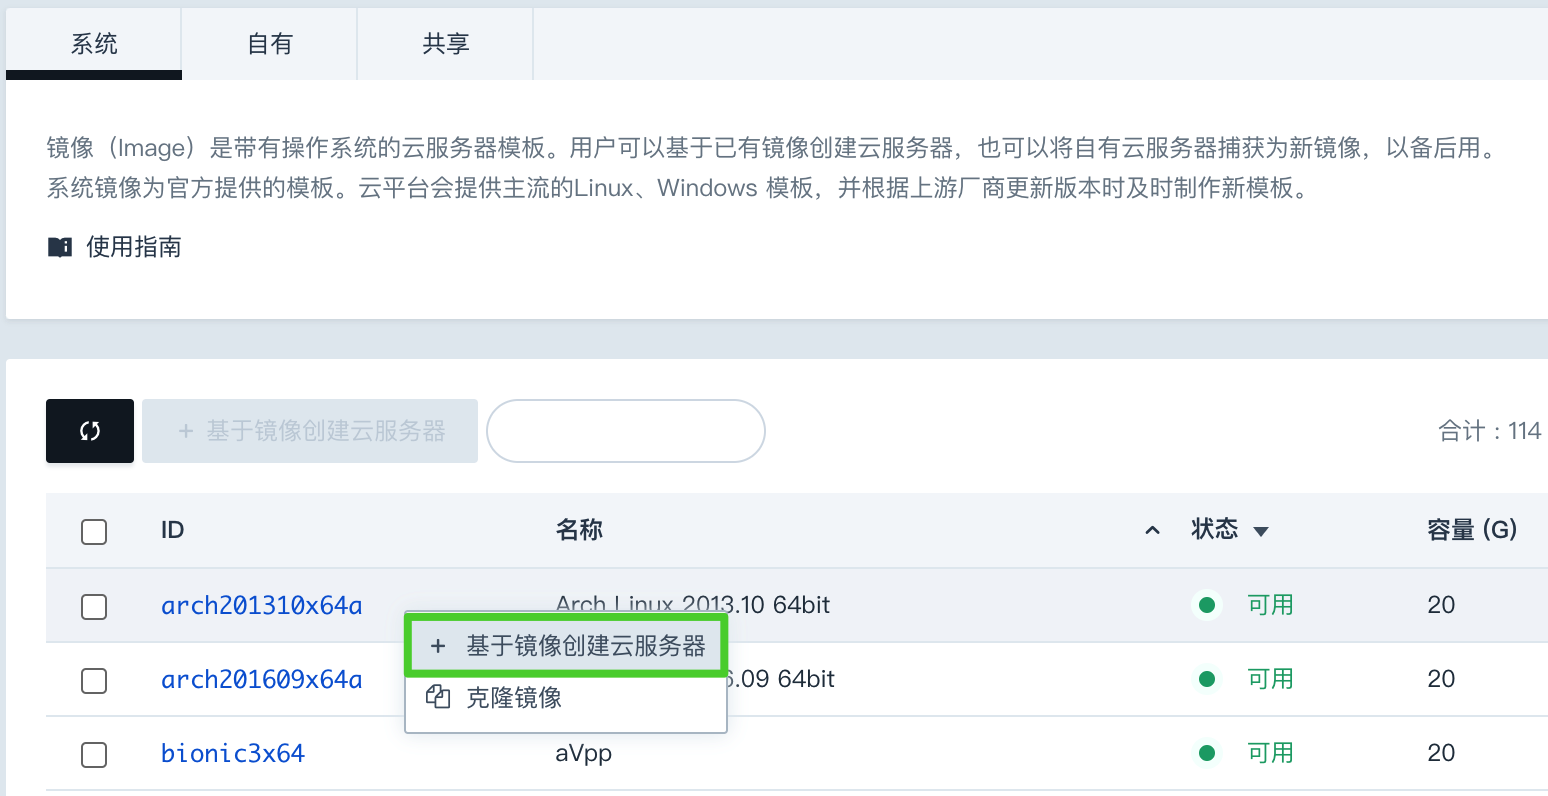 系统
自有
共享
镜像（Image）是带有操作系统的云服务器模板。用户可以基于已有镜像创建云服务器，也可以将自有云服务器捕获为新镜像，以备后用。
系统镜像为官方提供的模板。云平台会提供主流的Linux、Windows 模板，并根据上游厂商更新版本时及时制作新模板。
使用指南
+ 基于镜像创建云服务器
合计：114
ID 名称 状态 容量 (G)
arch201310x64a Arch Linux 2013.10 64bit 可用 20
+ 基于镜像创建云服务器
arch201609x64a 6.09 64bit 可用 20
克隆镜像
bionic3x64 aVpp 可用 20